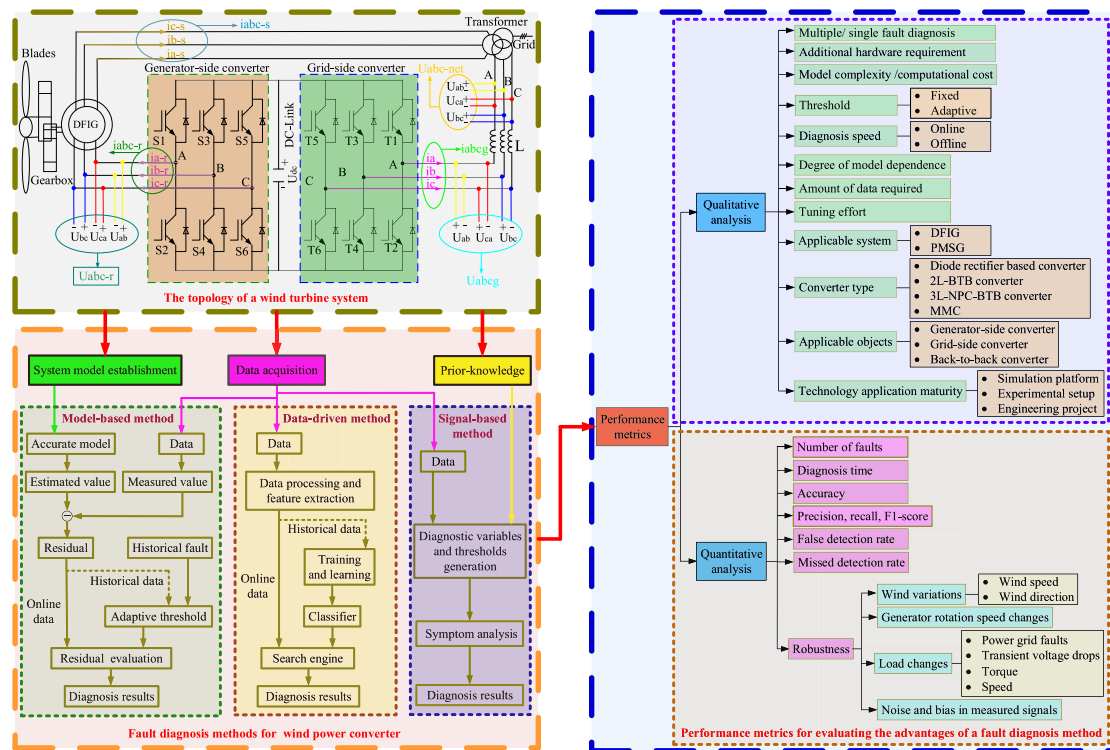 ic-s
iabc-s
ib-s
ia-s
Transformer
Grid
Blades
Generator-side converter
Grid-side converter
Uabc-net
A
B
C
Uab
Uca
Ubc
DFIG
S1
S3
S5
DC-Link
T5
T3
T1
L
iabc-r
iabcg
ia-r
ib-r
ic-r
A
B
C
Udc
C
B
A
ia
ib
ic
Gearbox
Ubc
Uca
Uab
S2
S4
S6
T6
T4
T2
Uab
Uca
Ubc
Uabc-r
Uabcg
The topology of a wind turbine system
System model establishment
Data acquisition
Prior-knowledge
Model-based method
Accurate model
Data
Estimated value
Measured value
Residual
Historical fault
Historical data
Online
data
Adaptive threshold
Residual evaluation
Diagnosis results
Data-driven method
Data
Data processing and
feature extraction
Historical data
Training
and learning
Online
data
Classifier
Search engine
Diagnosis results
Signal-based
method
Data
Diagnostic variables
and thresholds
generation
Symptom analysis
Diagnosis results
Fault diagnosis methods for wind power converter
Performance
metrics
Qualitative
analysis
Multiple/ single fault diagnosis
Additional hardware requirement
Model complexity /computational cost
Threshold
• Fixed
• Adaptive
Diagnosis speed
• Online
• Offline
Degree of model dependence
Amount of data required
Tuning effort
Applicable system
• DFIG
• PMSG
Converter type
• Diode rectifier based converter
• 2L-BTB converter
• 3L-NPC-BTB converter
• MMC
Applicable objects
• Generator-side converter
• Grid-side converter
• Back-to-back converter
Technology application maturity
• Simulation platform
• Experimental setup
• Engineering project
Quantitative
analysis
Number of faults
Diagnosis time
Accuracy
Precision, recall, F1-score
False detection rate
Missed detection rate
Robustness
Wind variations
• Wind speed
• Wind direction
Generator rotation speed changes
Load changes
• Power grid faults
• Transient voltage drops
• Torque
• Speed
Noise and bias in measured signals
Performance metrics for evaluating the advantages of a fault diagnosis method